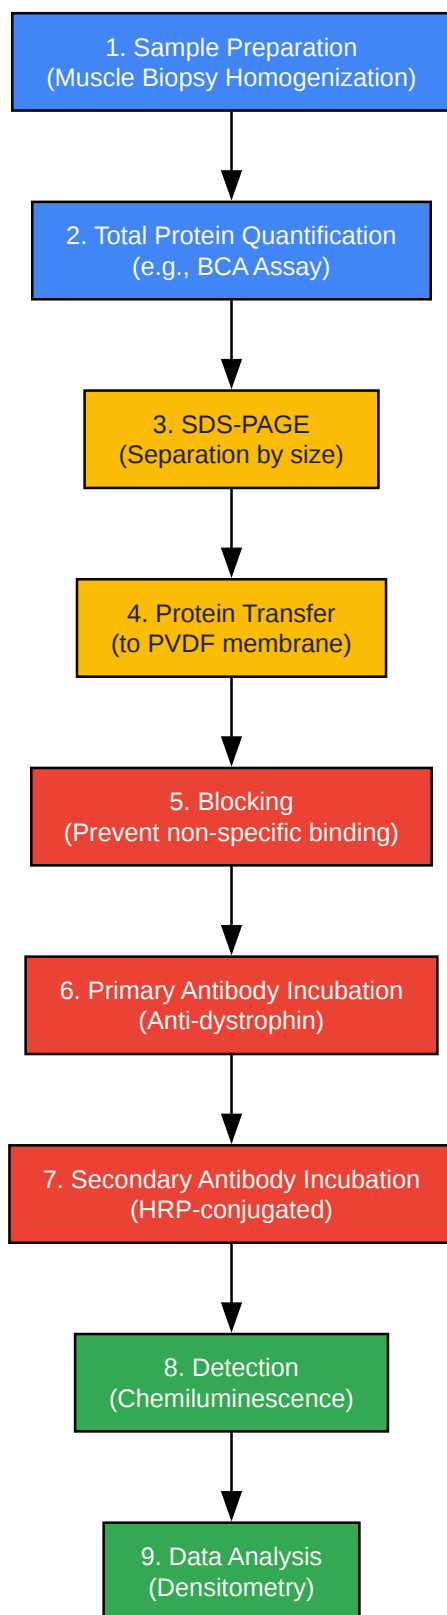 1. Sample Preparation
(Muscle Biopsy Homogenization)
2. Total Protein Quantification
(e.g., BCA Assay)
3. SDS-PAGE
(Separation by size)
4. Protein Transfer
(to PVDF membrane)
5. Blocking
(Prevent non-specific binding)
6. Primary Antibody Incubation
(Anti-dystrophin)
7. Secondary Antibody Incubation
(HRP-conjugated)
8. Detection
(Chemiluminescence)
9. Data Analysis
(Densitometry)